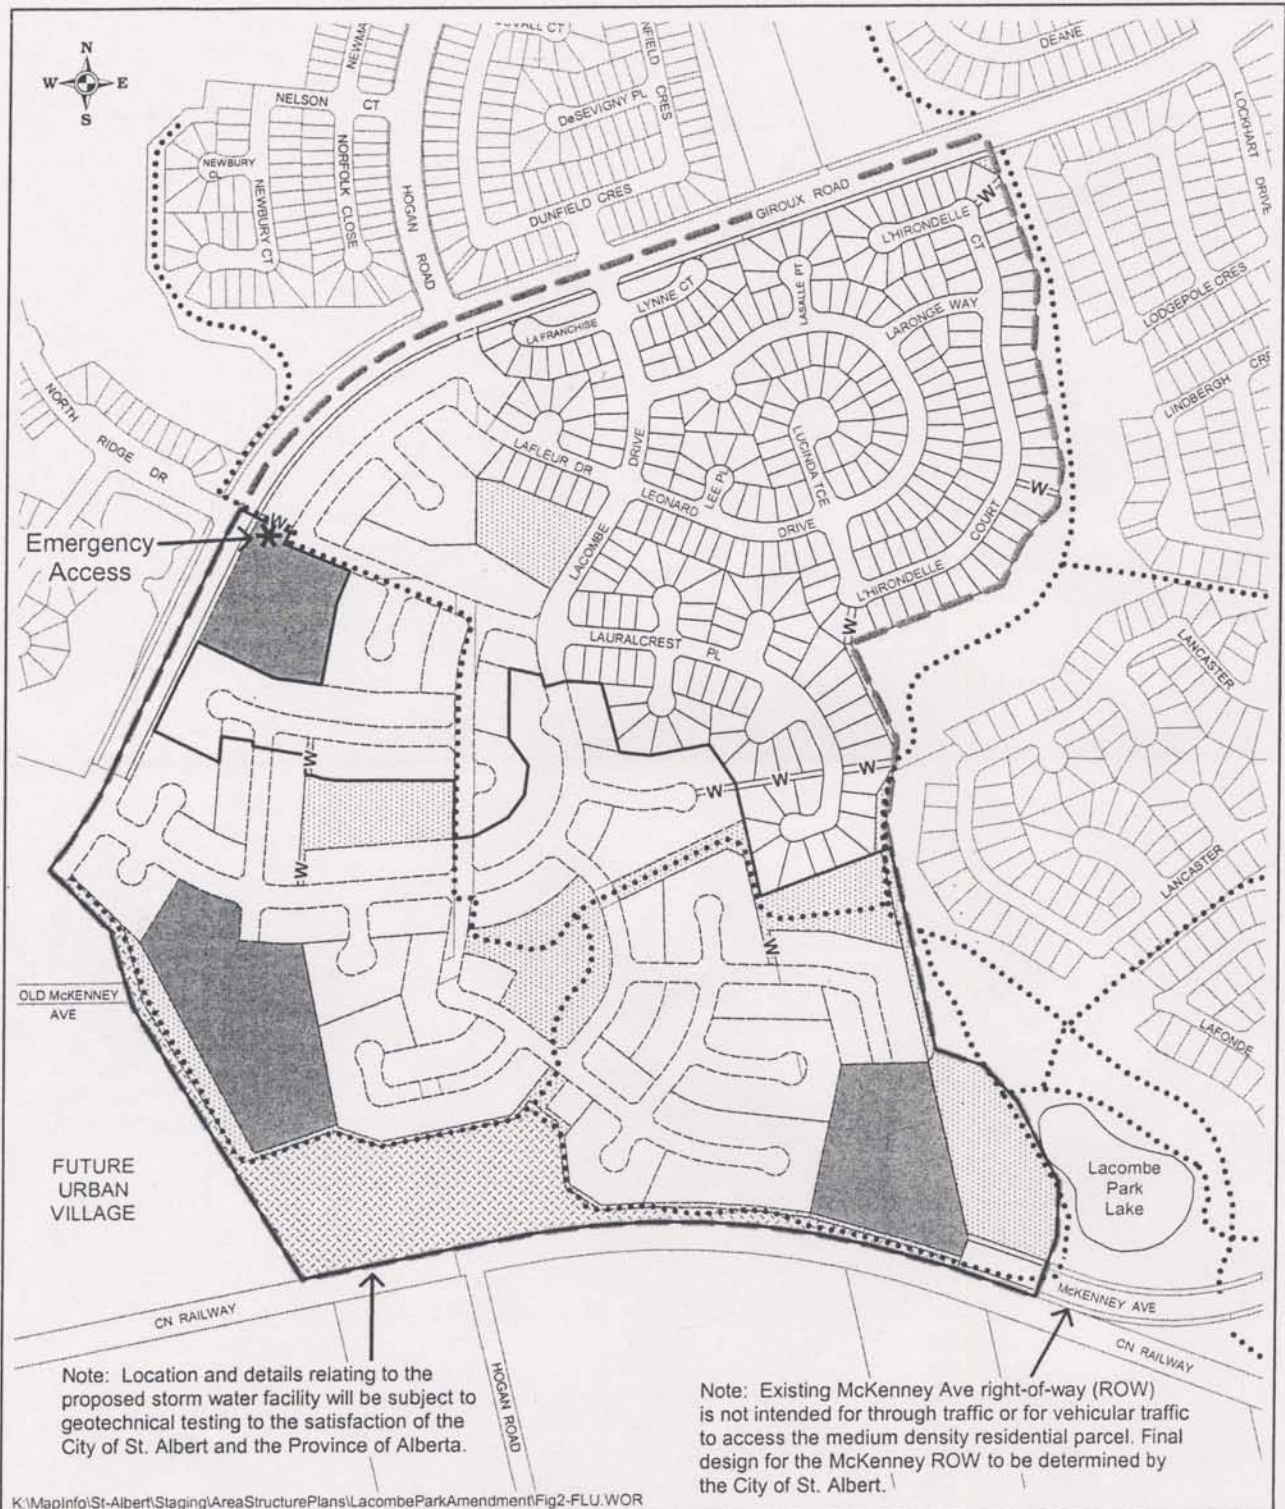 N
W E
S
DUVALL CT
NEWMA
NFIELD
CRES
DEANE
NELSON CT
DeSEVIGNY PL
LOCKHART
DRIVE
NEWBURY
CL
NORFOLK CLOSE
NEWBURY CT
HOGAN
ROAD
DUNFIELD CRES
GIROUX ROAD
W
L'HIRONDELLE
CT
LODGEPOLE CRES
LYNNE CT
LASALLE PT
LARONGE WAY
LA FRANCHISE
LINDBERGH CRE
NORTH
RIDGE DR
LAFLEUR DR
DRIVE
LUCINDA TCE
LEE PL
LEONARD
DRIVE
W
COURT
W
Emergency
Access
LACOMBE
L'HIRONDELLE
W
LAURALCREST PL
LANCASTER
W
W W W
LANCASTER
W
W
OLD McKENNEY
AVE
LAFONDE
FUTURE
URBAN
VILLAGE
Lacombe
Park
Lake
McKENNEY AVE
CN RAILWAY
CN RAILWAY
HOGAN ROAD
Note: Location and details relating to the
proposed storm water facility will be subject to
geotechnical testing to the satisfaction of the
City of St. Albert and the Province of Alberta.
Note: Existing McKenney Ave right-of-way (ROW)
is not intended for through traffic or for vehicular traffic
to access the medium density residential parcel. Final
design for the McKenney ROW to be determined by
the City of St. Albert.
K:\MapInfo\St-Albert\Staging\AreaStructurePlans\LacombeParkAmendment\Fig2-FLU.WOR